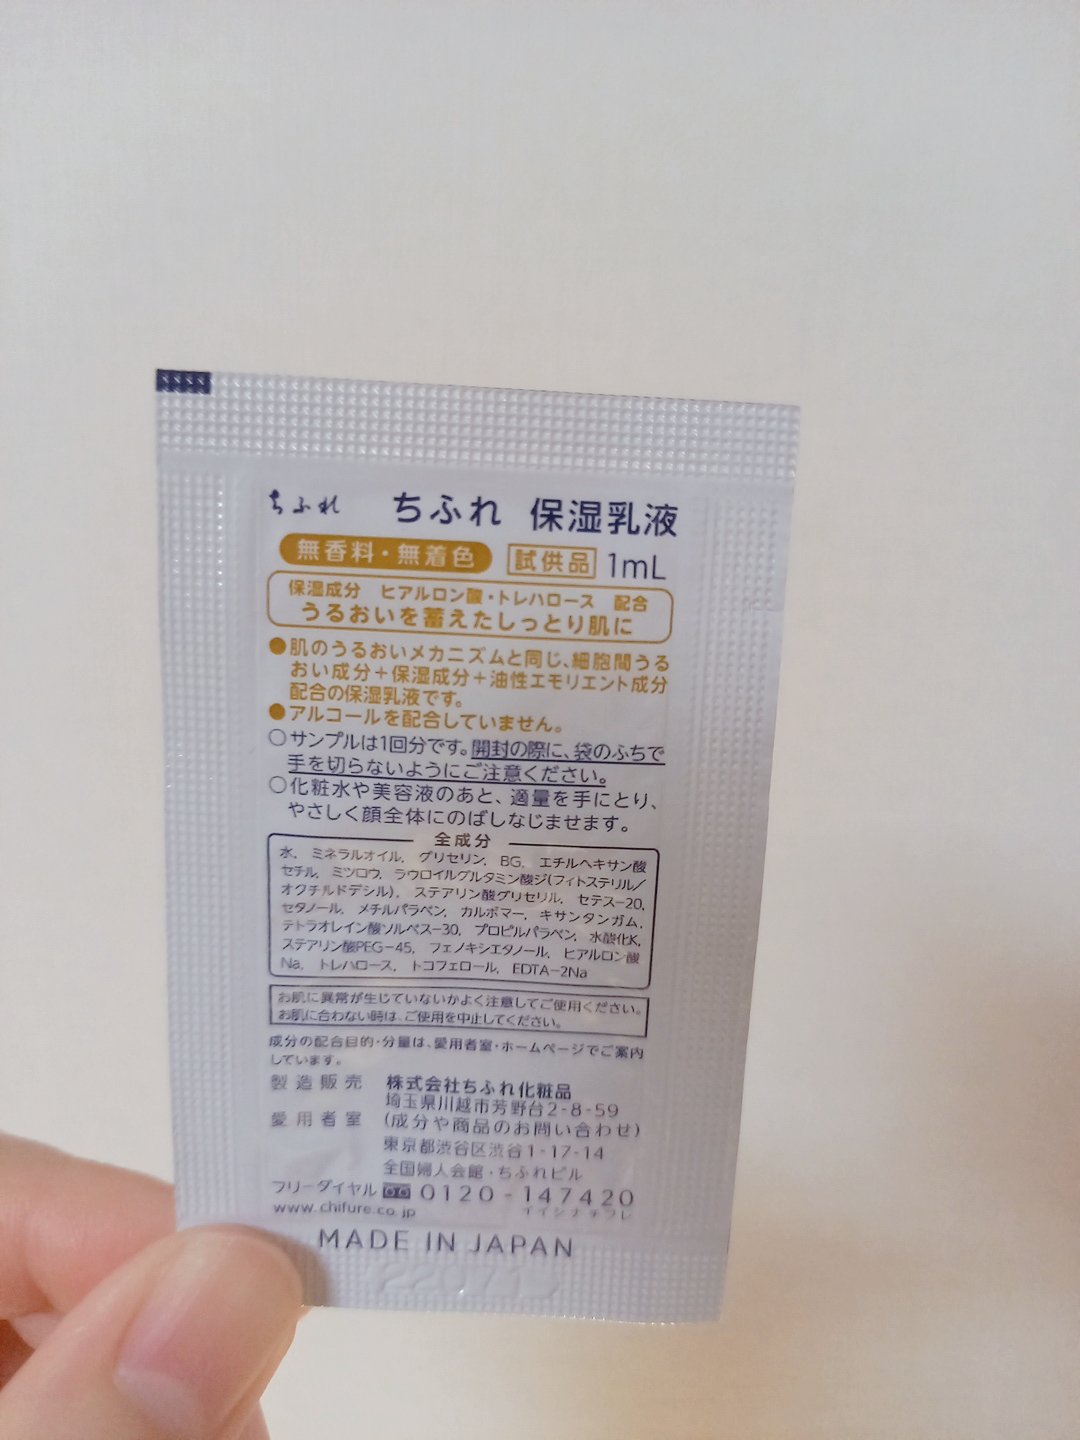 ちふれ ちふれ 保湿乳液
無香料・無着色 試供品 1mL
保湿成分 ヒアルロン酸・トレハロース 配合
うるおいを蓄えたしっとり肌に
●肌のうるおいメカニズムと同じ、細胞間うる
おい成分+保湿成分+油性エモリエント成分
配合の保湿乳液です。
●アルコールを配合していません。
○サンプルは1回分です。開封の際に、袋のふちで
手を切らないようにご注意ください。
○化粧水や美容液のあと、適量を手にとり、
やさしく顔全体にのばしなじませます。
全成分
水、ミネラルオイル、グリセリン、BG、エチルヘキサン酸
セチル、ミツロウ、ラウロイルグルタミン酸ジ(フィトステリル/
オクチルドデシル)、ステアリン酸グリセリル、セテス-20、
セタノール、メチルパラベン、カルボマー、キサンタンガム、
テトラオレイン酸ソルベス-30、プロピルパラベン、水酸化K、
ステアリン酸PEG-45、フェノキシエタノール、ヒアルロン酸
Na、トレハロース、トコフェロール、EDTA-2Na
お肌に異常が生じていないかよく注意してご使用ください。
お肌に合わない時は、ご使用を中止してください。
成分の配合目的・分量は、愛用者室・ホームページでご案内
しています。
製造販売 株式会社ちふれ化粧品
埼玉県川越市芳野台2-8-59
愛用者室 (成分や商品のお問い合わせ)
東京都渋谷区渋谷1-17-14
全国婦人会館・ちふれビル
フリーダイヤル 0120-147420
www.chifure.co.jp イイシナチフレ
MADE IN JAPAN